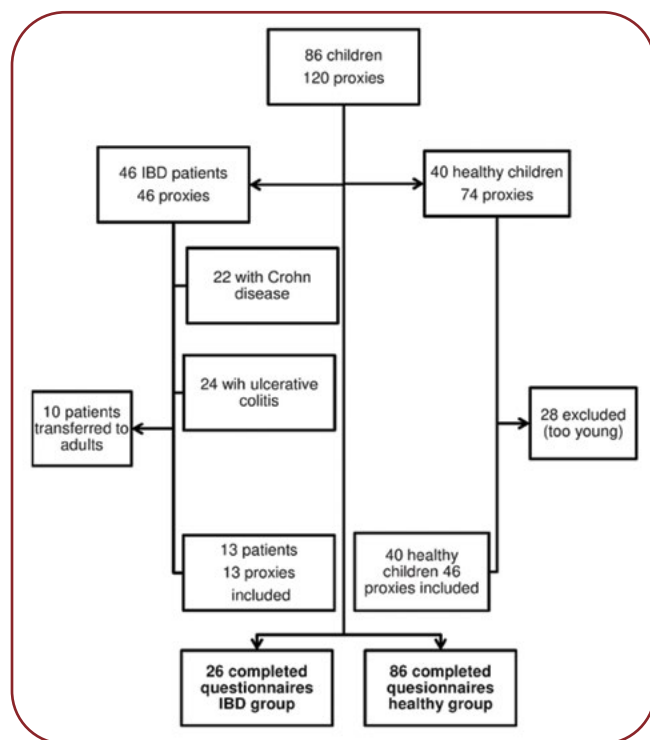 86 children
120 proxies
46 IBD patients
46 proxies
40 healthy children
74 proxies
22 with Crohn
disease
24 wih ulcerative
colitis
10 patients
transferred to
adults
28 excluded
(too young)
13 patients
13 proxies
included
40 healthy
children 46
proxies included
26 completed
questionnaires
IBD group
86 completed
quesionnaires
healthy group